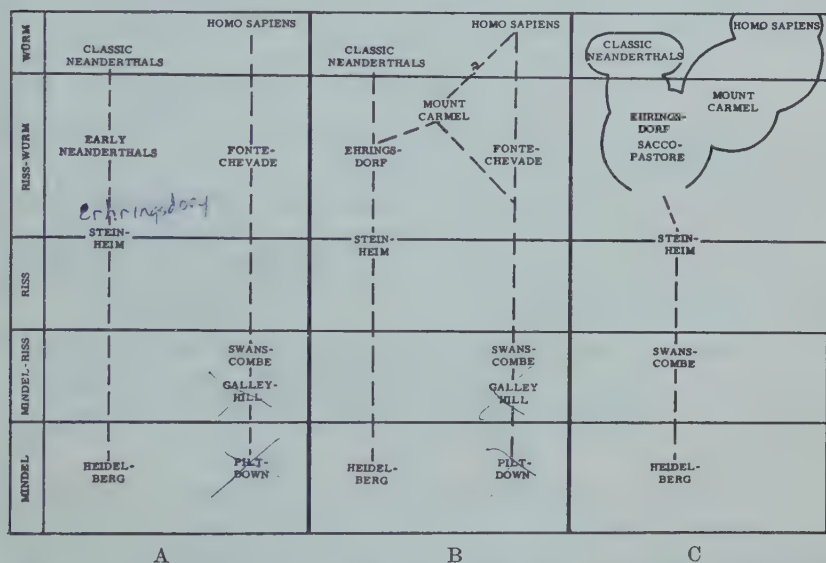 WÜRM
RISS-WURM
RISS
MINDEL-RISS
MINDEL
HOMO SAPIENS
CLASSIC
NEANDERTHALS
EARLY
NEANDERTHALS
FONTE-
CHEVADE
erhringsdorf
STEIN-
HEIM
SWANS-
COMBE
GALLEY-
HILL
HEIDEL-
BERG
PILT-
DOWN
A
HOMO SAPIENS
CLASSIC
NEANDERTHALS
?
MOUNT
CARMEL
EHRINGS-
DORF
FONTE-
CHEVADE
STEIN-
HEIM
SWANS-
COMBE
GALLEY
HILL
HEIDEL-
BERG
PILT-
DOWN
B
HOMO SAPIENS
CLASSIC
NEANDERTHALS
MOUNT
CARMEL
EHRINGS-
DORF
SACCO-
PASTORE
STEIN-
HEIM
SWANS-
COMBE
HEIDEL-
BERG
C